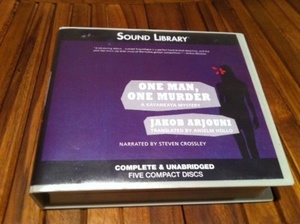 SOUND LIBRARY
ONE MAN,
ONE MURDER
A KAYANKAYA MYSTERY
JAKOB ARJOUNI
TRANSLATED BY ANSELM HOLLO
NARRATED BY STEVEN CROSSLEY
COMPLETE & UNABRIDGED
FIVE COMPACT DISCS